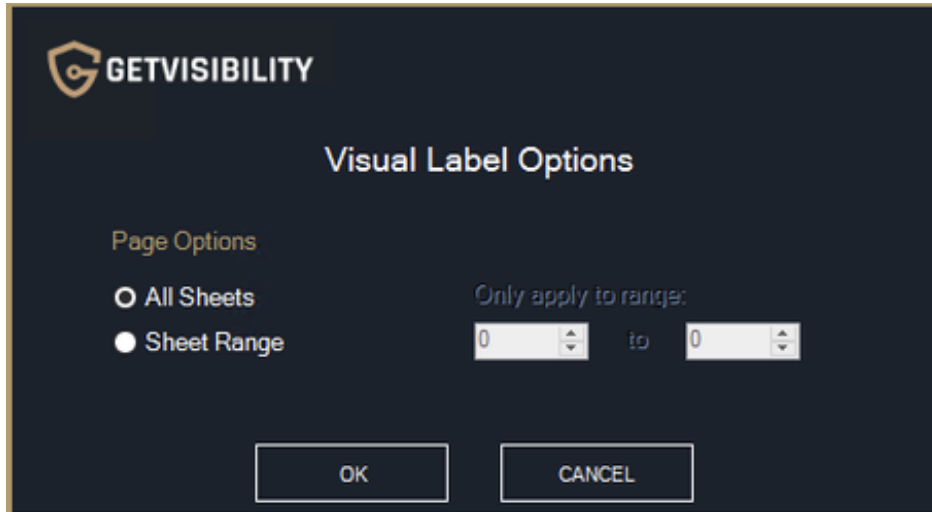 GETVISIBILITY
Visual Label Options
Page Options
All Sheets
Only apply to range:
Sheet Range
0 to 0
OK
CANCEL